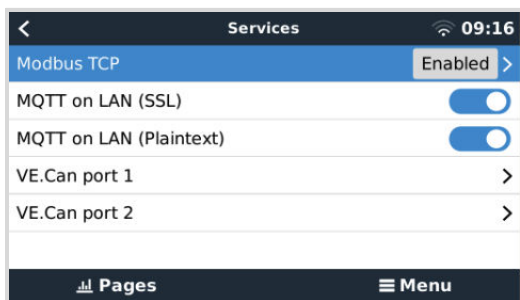 Services 09:16
Modbus TCP Enabled
MQTT on LAN (SSL)
MQTT on LAN (Plaintext)
VE.Can port 1
VE.Can port 2
Pages Menu